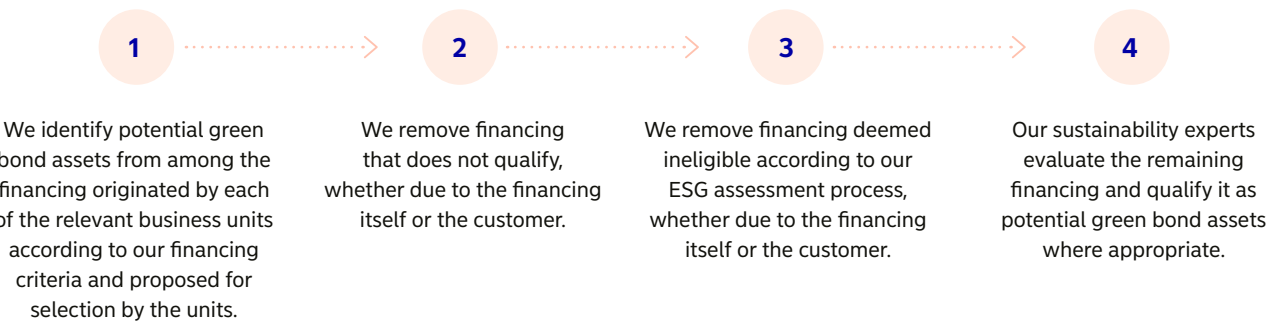 1
2
3
4
We identify potential green
bond assets from among the
financing originated by each
of the relevant business units
according to our financing
criteria and proposed for
selection by the units.
We remove financing
that does not qualify,
whether due to the financing
itself or the customer.
We remove financing deemed
ineligible according to our
ESG assessment process,
whether due to the financing
itself or the customer.
Our sustainability experts
evaluate the remaining
financing and qualify it as
potential green bond assets
where appropriate.